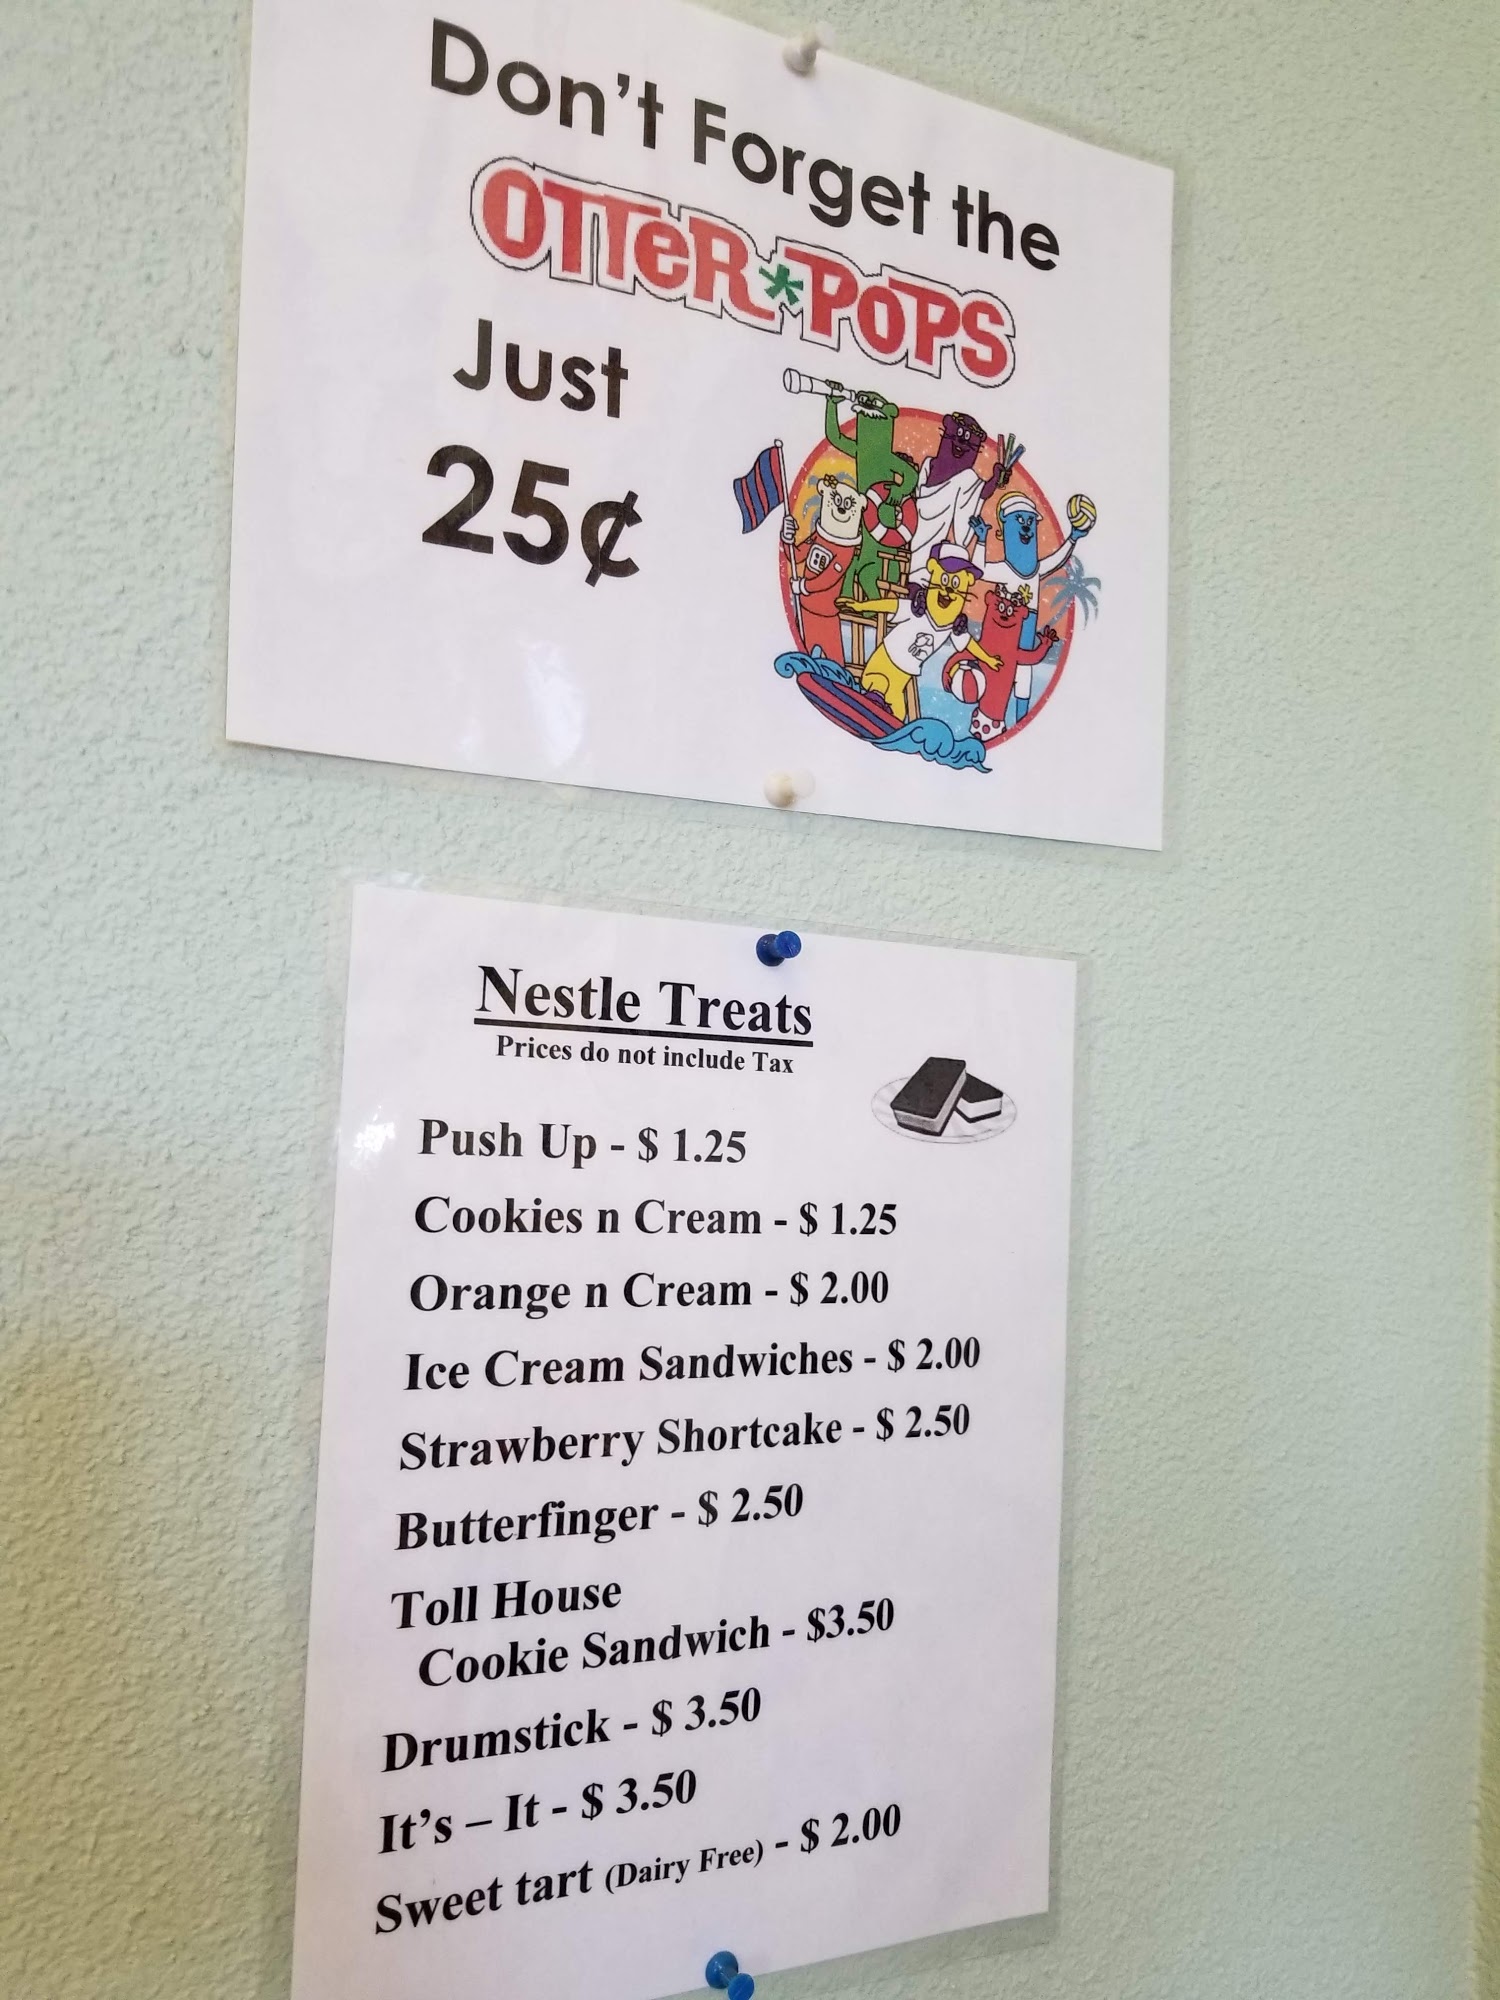 Don't Forget the
OTTER*POPS
Just
25¢
Nestle Treats
Prices do not include Tax
Push Up - $ 1.25
Cookies n Cream - $ 1.25
Orange n Cream - $ 2.00
Ice Cream Sandwiches - $ 2.00
Strawberry Shortcake - $ 2.50
Butterfinger - $ 2.50
Toll House
Cookie Sandwich - $3.50
Drumstick - $ 3.50
It's – It - $ 3.50
Sweet tart (Dairy Free) - $ 2.00